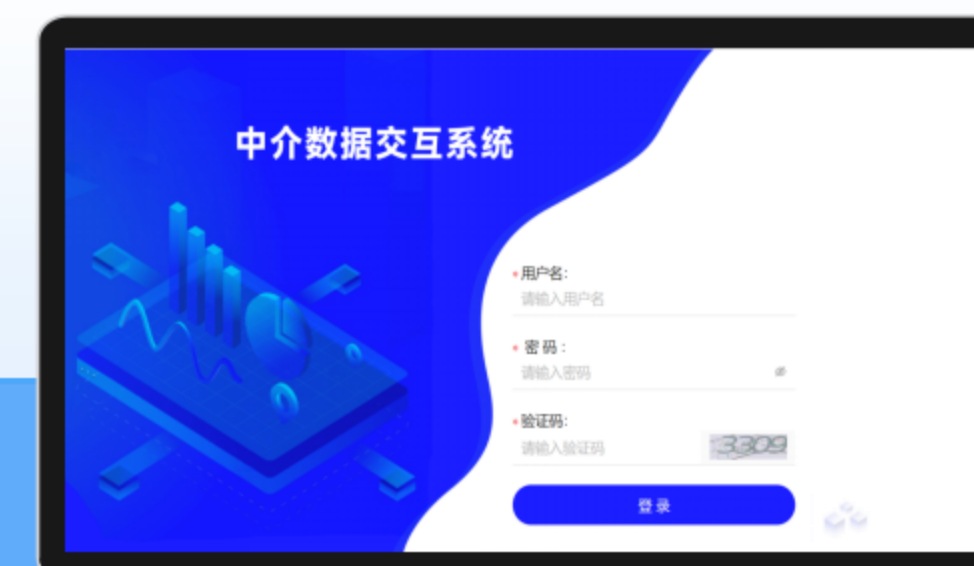 中介数据交互系统
*用户名:
请输入用户名
* 密 码 :
请输入密码
*验证码:
请输入验证码
3309
登 录